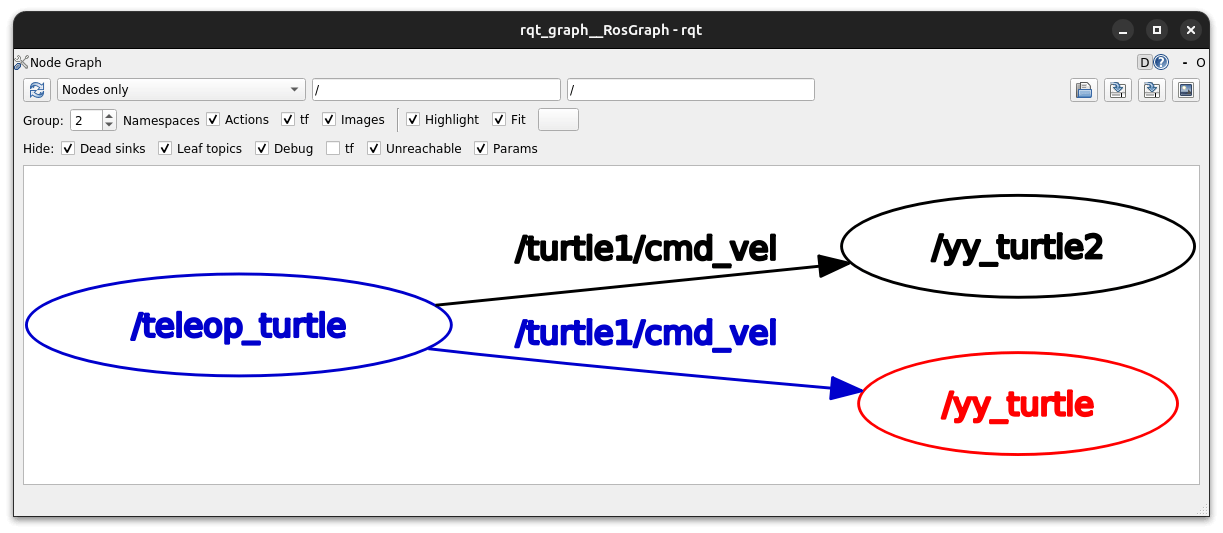 rqt_graph__RosGraph - rqt
Node Graph D ? - O
Nodes only / /
Group: 2 Namespaces Actions tf Images Highlight Fit
Hide: Dead sinks Leaf topics Debug tf Unreachable Params
/turtle1/cmd_vel
/yy_turtle2
/teleop_turtle
/turtle1/cmd_vel
/yy_turtle